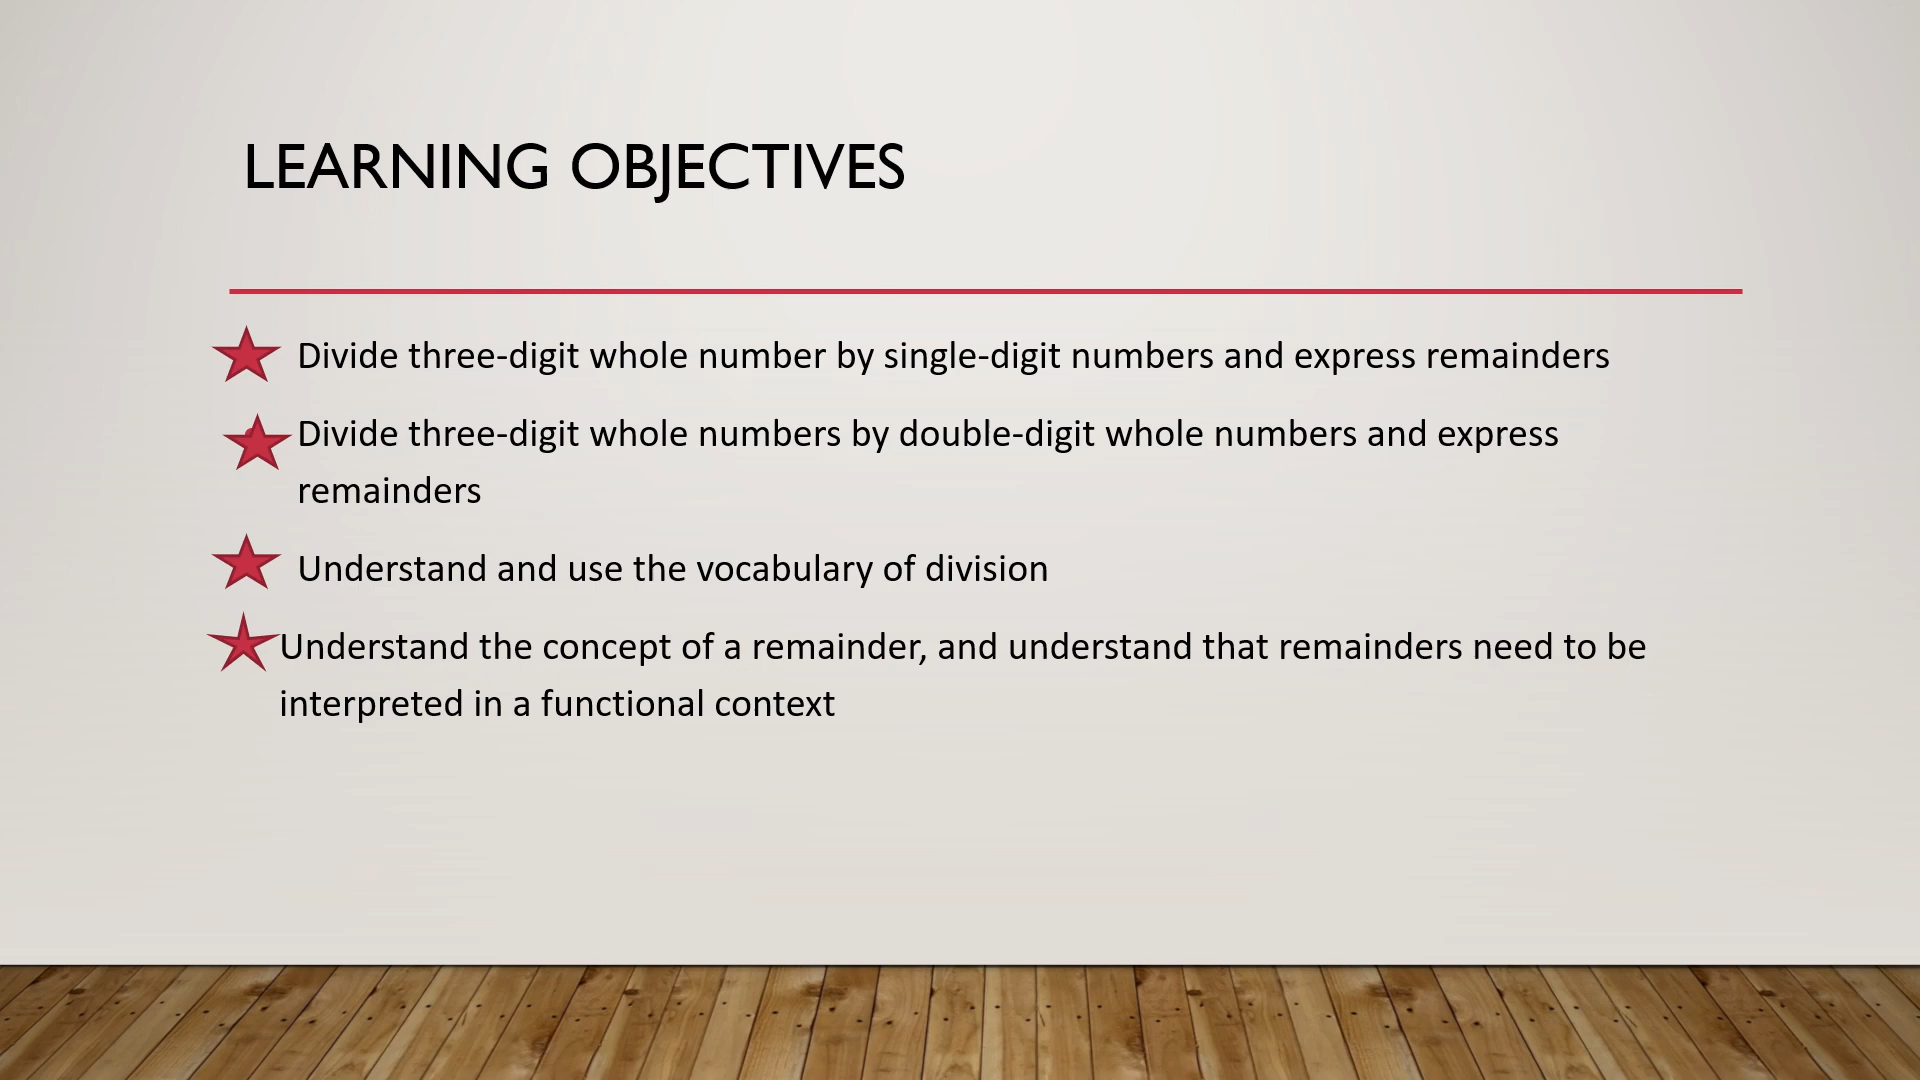 LEARNING OBJECTIVES
Divide three-digit whole number by single-digit numbers and express remainders
Divide three-digit whole numbers by double-digit whole numbers and express
remainders
Understand and use the vocabulary of division
Understand the concept of a remainder, and understand that remainders need to be
interpreted in a functional context